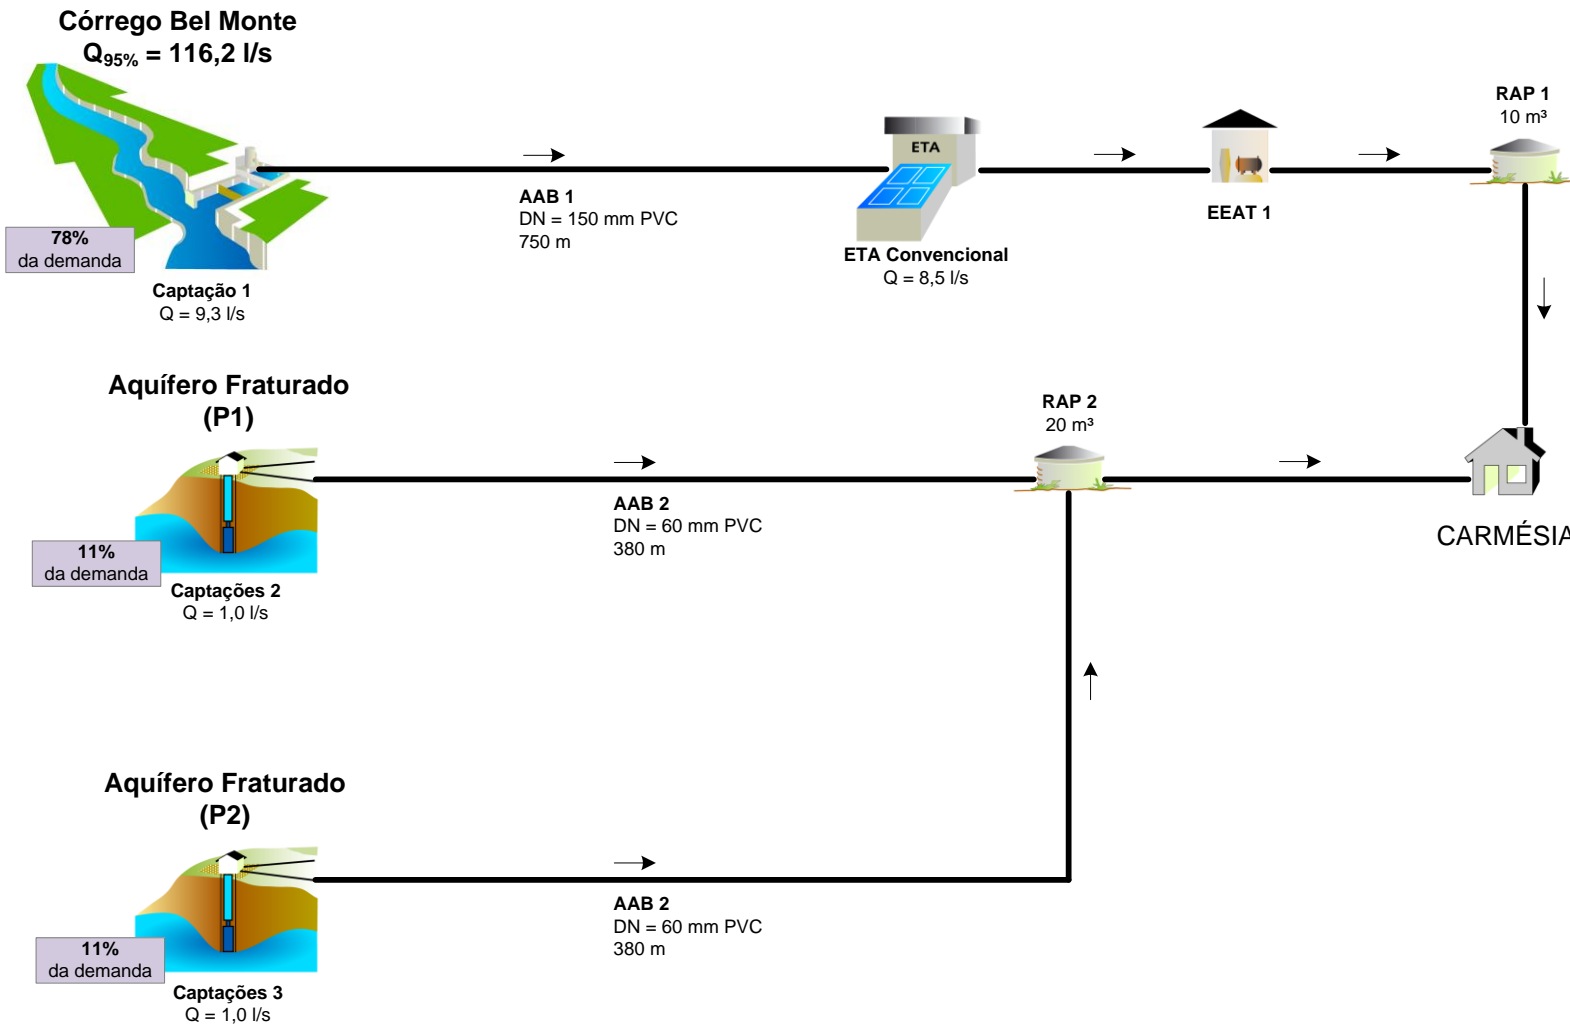 Córrego Bel Monte
Q95% = 116,2 l/s
78%
da demanda
Captação 1
Q = 9,3 l/s
AAB 1
DN = 150 mm PVC
750 m
ETA
ETA Convencional
Q = 8,5 l/s
EEAT 1
RAP 1
10 m³
Aquífero Fraturado
(P1)
11%
da demanda
Captações 2
Q = 1,0 l/s
AAB 2
DN = 60 mm PVC
380 m
RAP 2
20 m³
CARMÉSIA
Aquífero Fraturado
(P2)
11%
da demanda
Captações 3
Q = 1,0 l/s
AAB 2
DN = 60 mm PVC
380 m